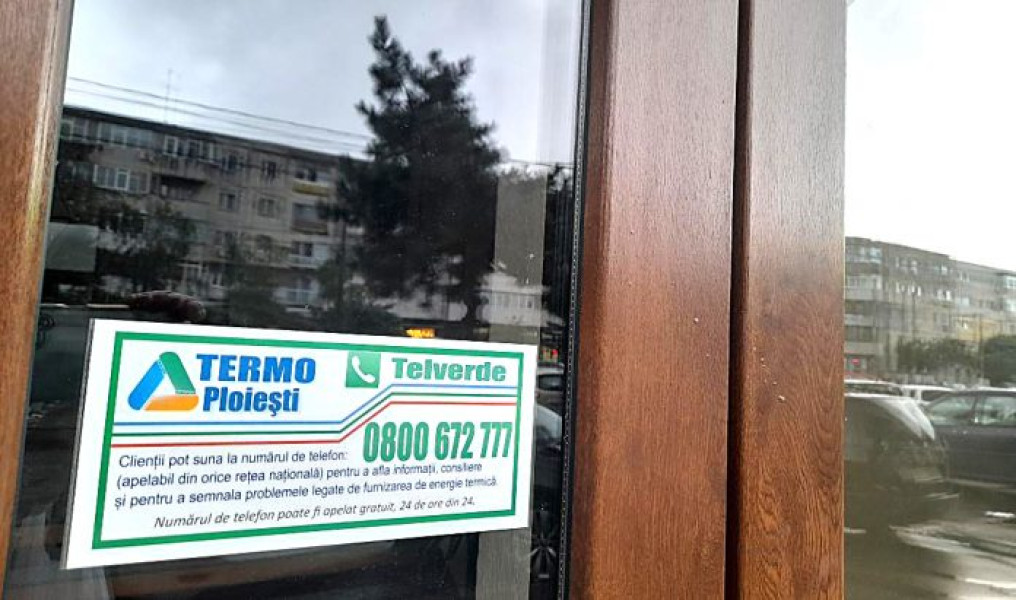 TERMO
Ploiești
Telverde
0800 672 777
Clienții pot suna la numărul de telefon:
(apelabil din orice rețea națională) pentru a afla informații, consiliere
și pentru a semnala problemele legate de furnizarea de energie termică.
Numărul de telefon poate fi apelat gratuit, 24 de ore din 24.